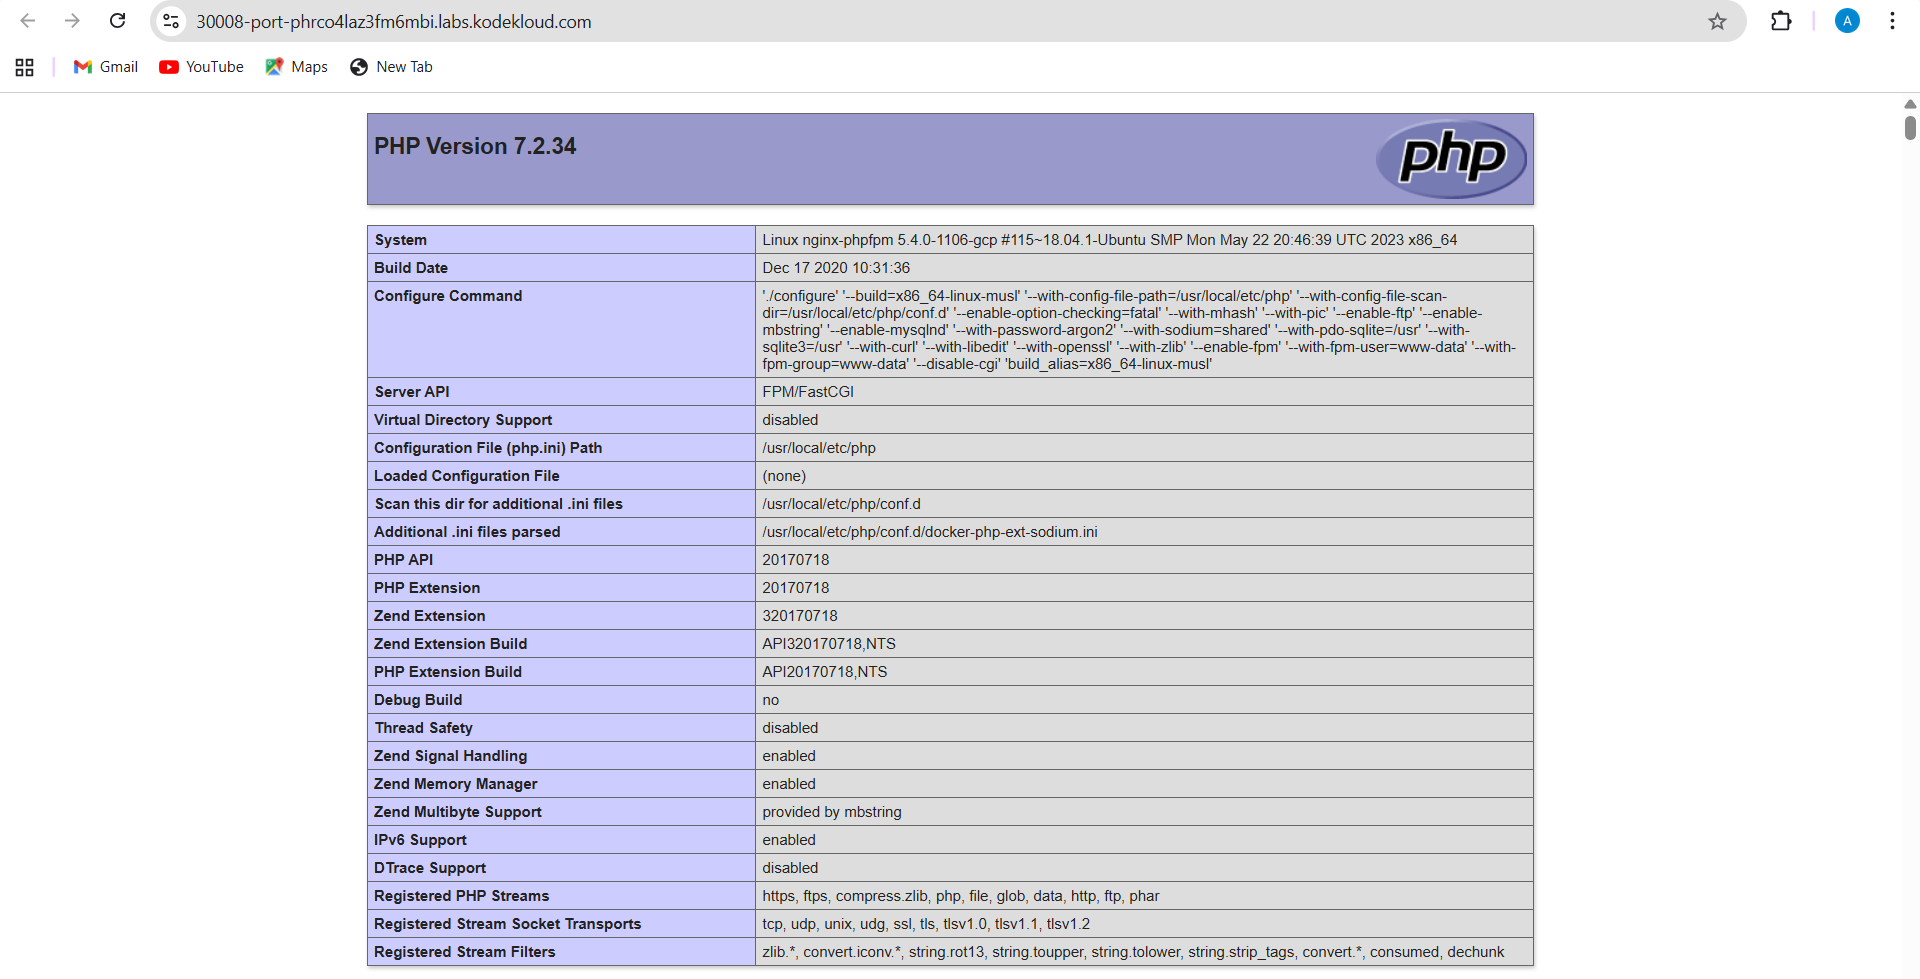 30008-port-phrco4laz3fm6mbi.labs.kodekloud.com
A
Gmail YouTube Maps New Tab
PHP Version 7.2.34
php
System Linux nginx-phpfpm 5.4.0-1106-gcp #115~18.04.1-Ubuntu SMP Mon May 22 20:46:39 UTC 2023 x86_64
Build Date Dec 17 2020 10:31:36
Configure Command './configure' '--build=x86_64-linux-musl' '--with-config-file-path=/usr/local/etc/php' '--with-config-file-scan-
dir=/usr/local/etc/php/conf.d' '--enable-option-checking=fatal' '--with-mhash' '--with-pic' '--enable-ftp' '--enable-
mbstring' '--enable-mysqlnd' '--with-password-argon2' '--with-sodium=shared' '--with-pdo-sqlite=/usr' '--with-
sqlite3=/usr' '--with-curl' '--with-libedit' '--with-openssl' '--with-zlib' '--enable-fpm' '--with-fpm-user=www-data' '--with-
fpm-group=www-data' '--disable-cgi' 'build_alias=x86_64-linux-musl'
Server API FPM/FastCGI
Virtual Directory Support disabled
Configuration File (php.ini) Path /usr/local/etc/php
Loaded Configuration File (none)
Scan this dir for additional .ini files /usr/local/etc/php/conf.d
Additional .ini files parsed /usr/local/etc/php/conf.d/docker-php-ext-sodium.ini
PHP API 20170718
PHP Extension 20170718
Zend Extension 320170718
Zend Extension Build API320170718,NTS
PHP Extension Build API20170718,NTS
Debug Build no
Thread Safety disabled
Zend Signal Handling enabled
Zend Memory Manager enabled
Zend Multibyte Support provided by mbstring
IPv6 Support enabled
DTrace Support disabled
Registered PHP Streams https, ftps, compress.zlib, php, file, glob, data, http, ftp, phar
Registered Stream Socket Transports tcp, udp, unix, udg, ssl, tls, tlsv1.0, tlsv1.1, tlsv1.2
Registered Stream Filters zlib.*, convert.iconv.*, string.rot13, string.toupper, string.tolower, string.strip_tags, convert.*, consumed, dechunk